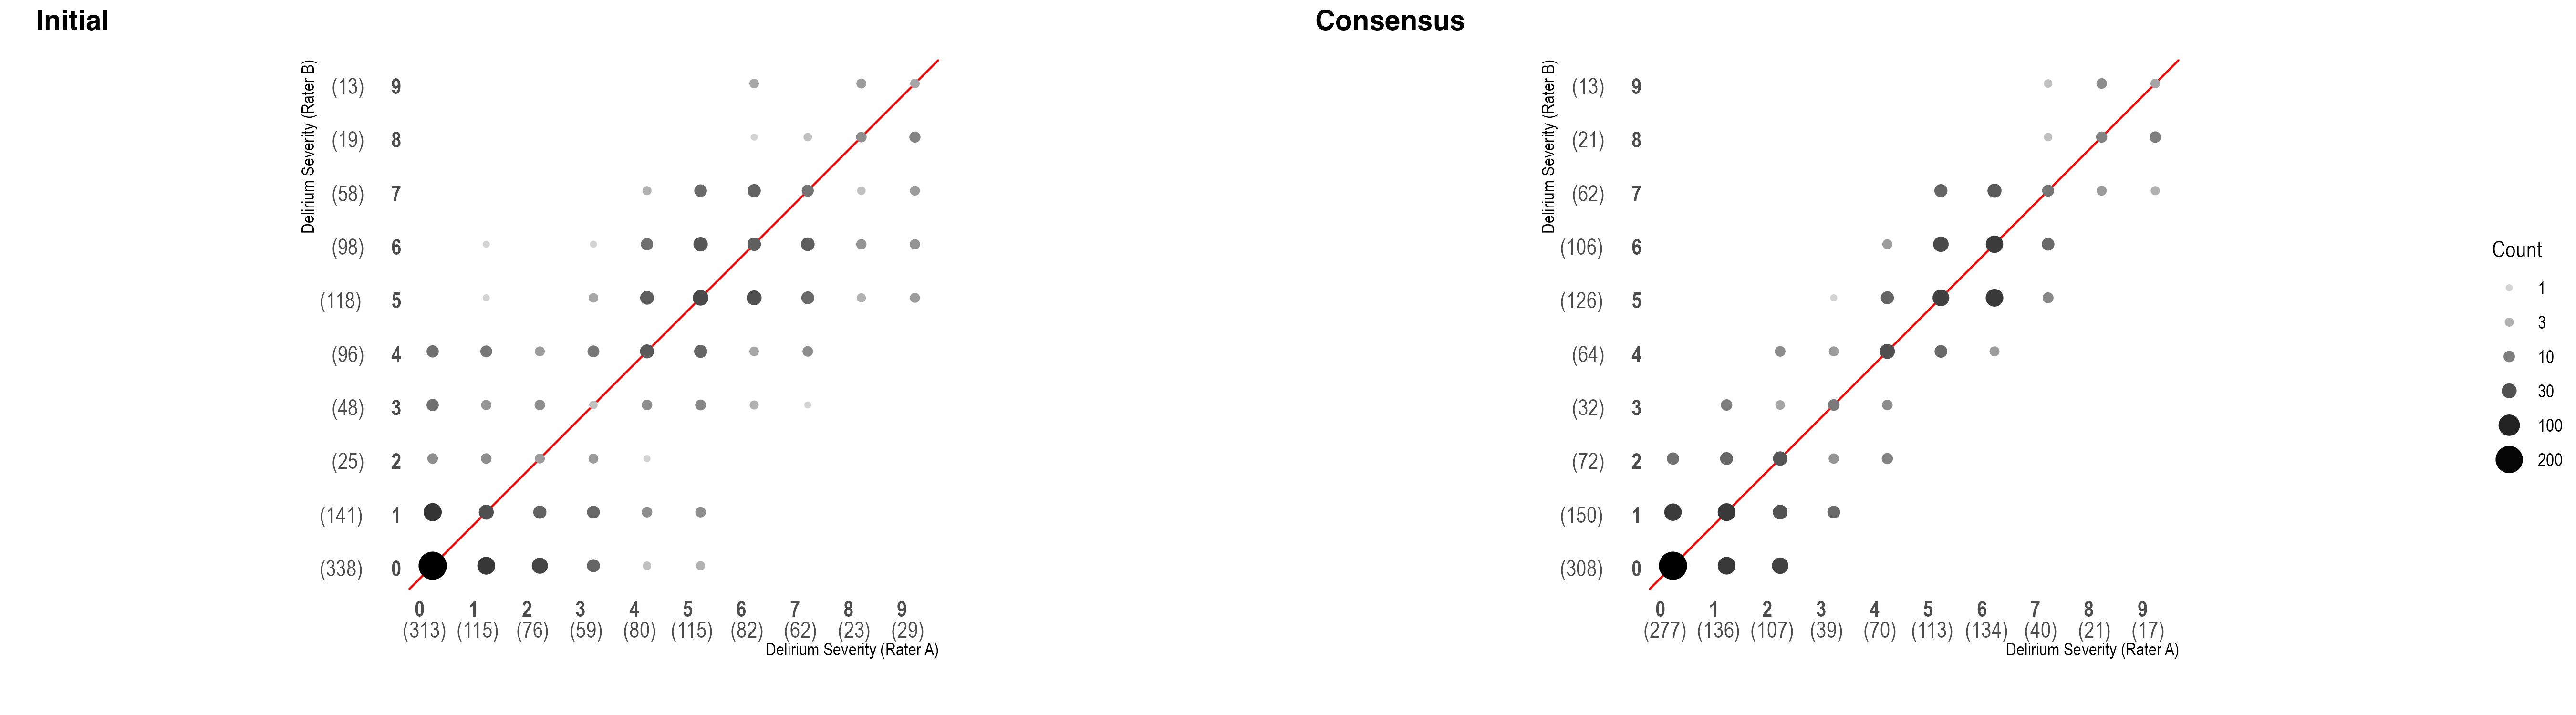 Initial
Delirium Severity (Rater B)
(13) 9
(19) 8
(58) 7
(98) 6
(118) 5
(96) 4
(48) 3
(25) 2
(141) 1
(338) 0
0 1 2 3 4 5 6 7 8 9
(313) (115) (76) (59) (80) (115) (82) (62) (23) (29)
Delirium Severity (Rater A)
Consensus
Delirium Severity (Rater B)
(13) 9
(21) 8
(62) 7
(106) 6
(126) 5
(64) 4
(32) 3
(72) 2
(150) 1
(308) 0
0 1 2 3 4 5 6 7 8 9
(277) (136) (107) (39) (70) (113) (134) (40) (21) (17)
Delirium Severity (Rater A)
Count
1
3
10
30
100
200